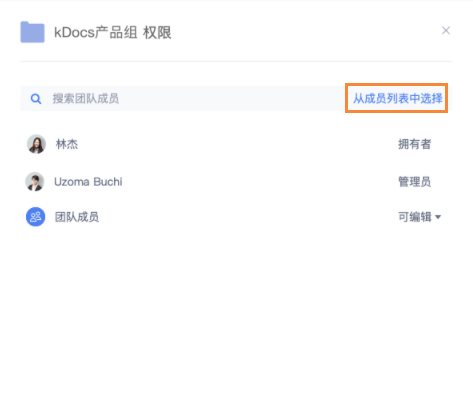 kDocs产品组 权限
搜索团队成员 从成员列表中选择
林杰 拥有者
Uzoma Buchi 管理员
团队成员 可编辑